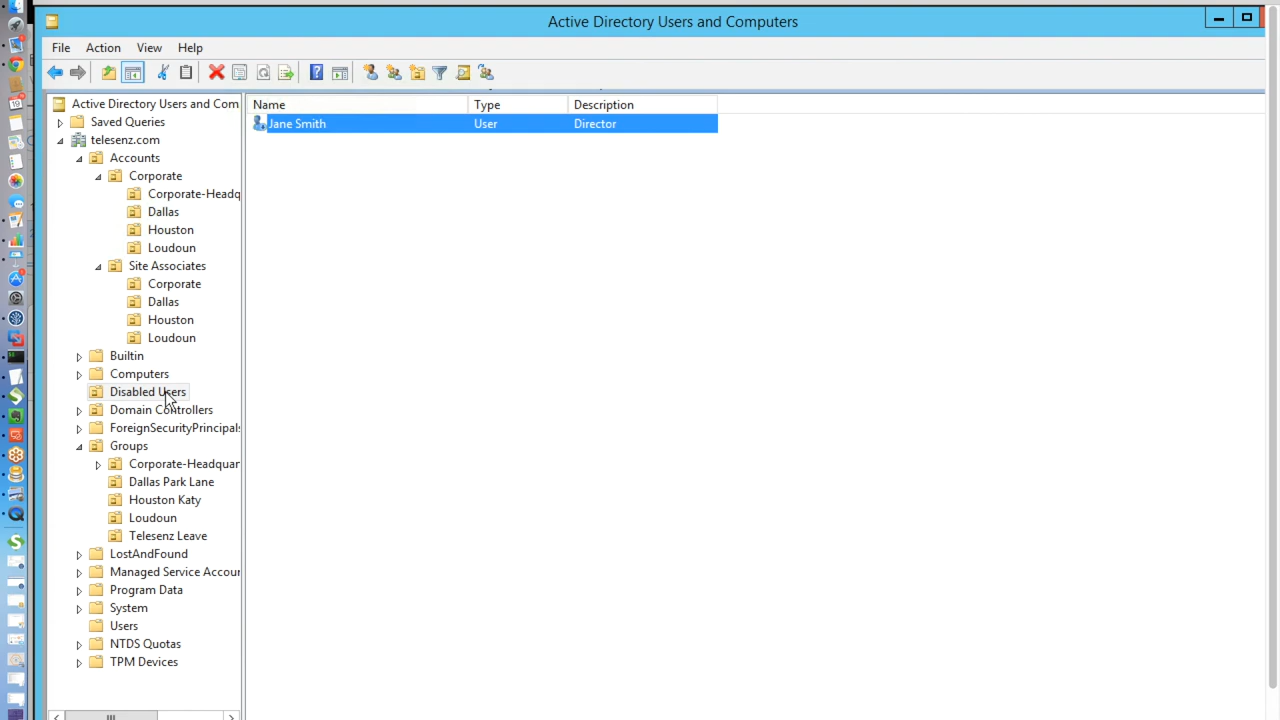 Active Directory Users and Computers
File Action View Help
Active Directory Users and Com
Saved Queries
telesenz.com
Accounts
Corporate
Corporate-Headq
Dallas
Houston
Loudoun
Site Associates
Corporate
Dallas
Houston
Loudoun
Builtin
Computers
Disabled Users
Domain Controllers
ForeignSecurityPrincipals
Groups
Corporate-Headquar
Dallas Park Lane
Houston Katy
Loudoun
Telesenz Leave
LostAndFound
Managed Service Accour
Program Data
System
Users
NTDS Quotas
TPM Devices
Name Type Description
Jane Smith User Director